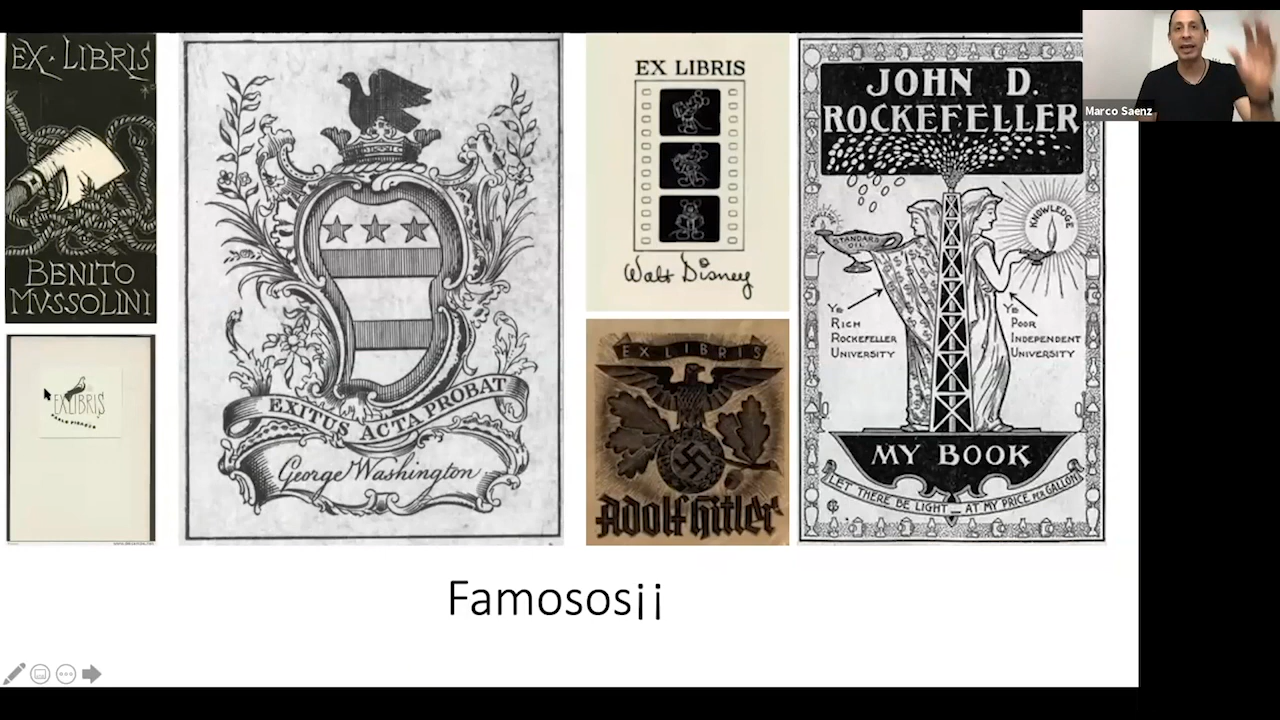 EX·LIBRIS
BENITO
MVSSOLINI
EXLIBRIS
EXITUS ACTA PROBAT
George Washington
EX LIBRIS
Walt Disney
EX LIBRIS
Adolf Hitler
JOHN D.
ROCKEFELLER
STANDARD
OIL
KNOWLEDGE
YE
RICH
ROCKEFELLER
UNIVERSITY
YE
POOR
INDEPENDENT
UNIVERSITY
MY BOOK
LET THERE BE LIGHT — AT MY PRICE PER GALLON
Famosos¡¡
Marco Saenz